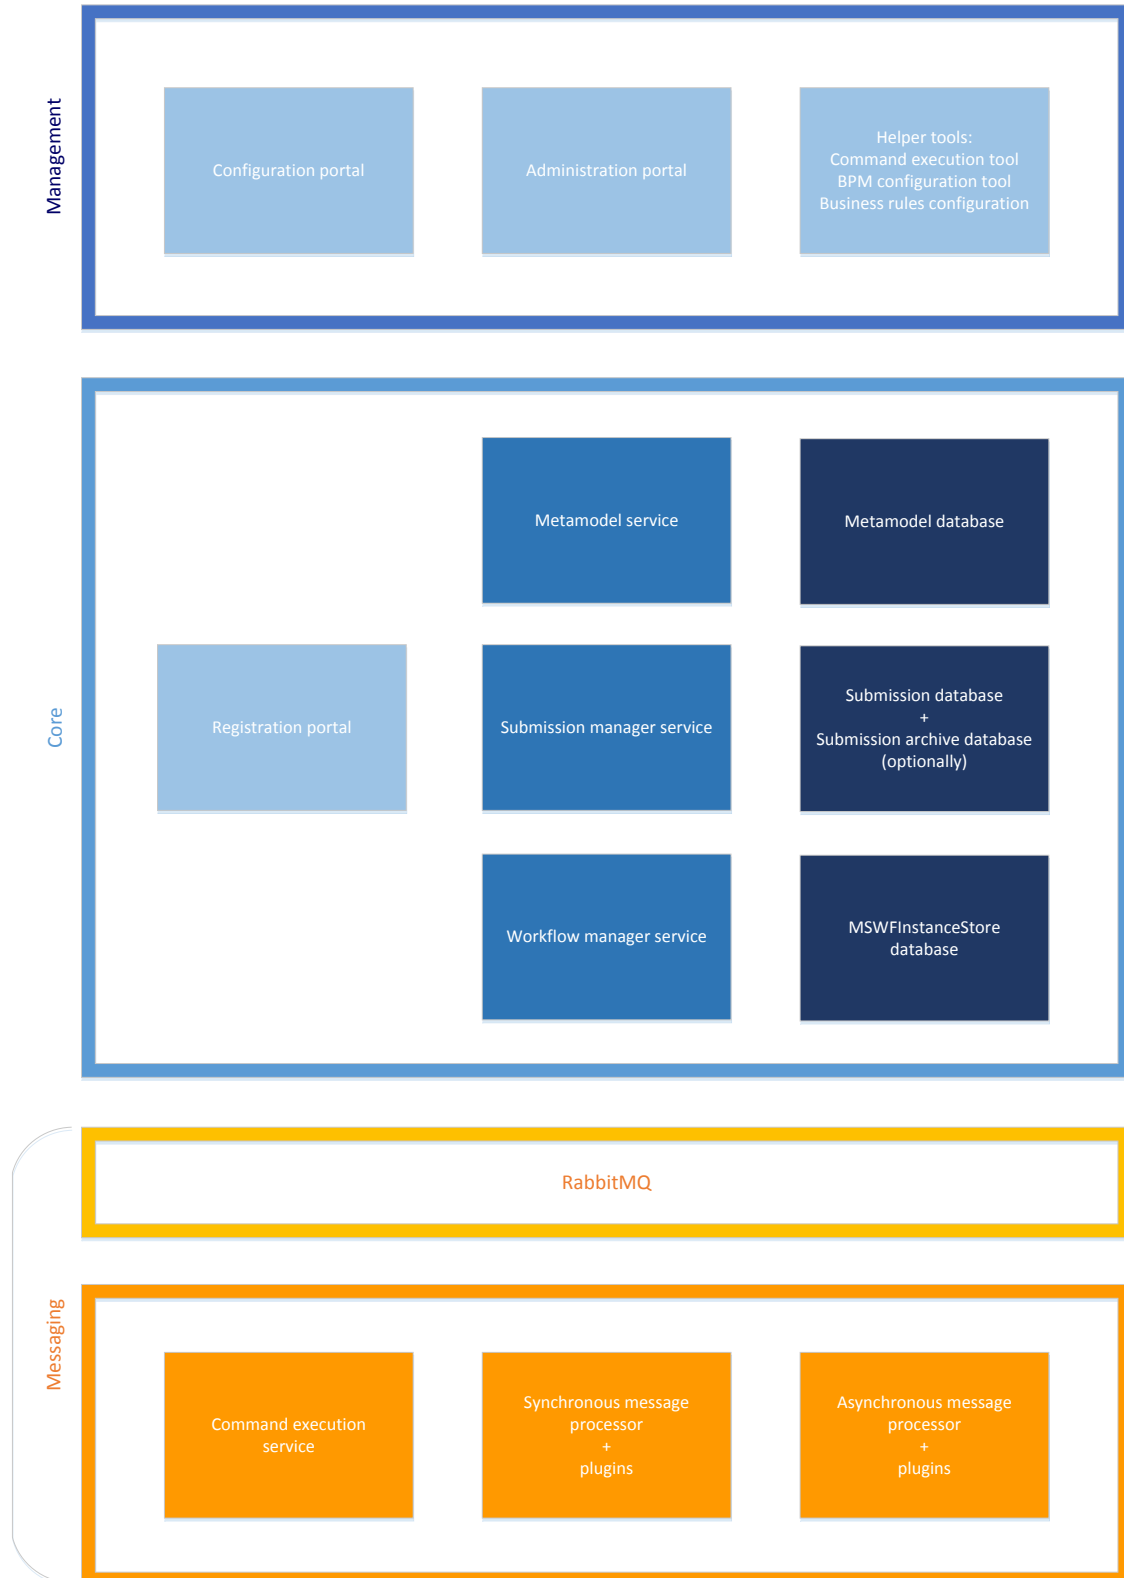 Management
Configuration portal
Administration portal
Helper tools:
Command execution tool
BPM configuration tool
Business rules configuration
Core
Metamodel service
Metamodel database
Registration portal
Submission manager service
Submission database
+
Submission archive database
(optionally)
Workflow manager service
MSWFInstanceStore
database
Messaging
RabbitMQ
Command execution
service
Synchronous message
processor
+
plugins
Asynchronous message
processor
+
plugins